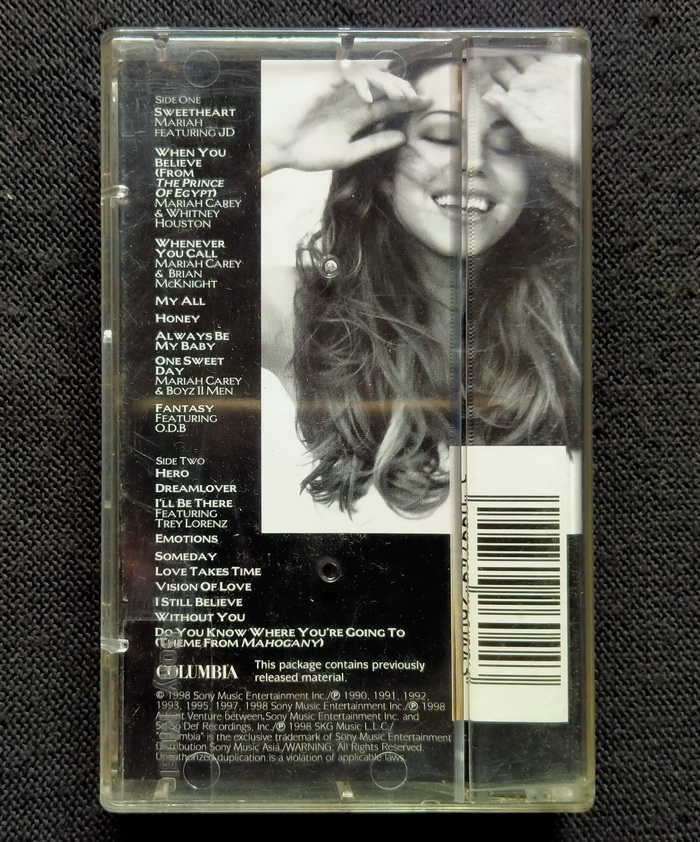 SIDE ONE
SWEETHEART
MARIAH
FEATURING JD
WHEN YOU
BELIEVE
(FROM
THE PRINCE
OF EGYPT)
MARIAH CAREY
& WHITNEY
HOUSTON
WHENEVER
YOU CALL
MARIAH CAREY
& BRIAN
MCKNIGHT
MY ALL
HONEY
ALWAYS BE
MY BABY
ONE SWEET
DAY
MARIAH CAREY
& BOYZ II MEN
FANTASY
FEATURING
O.D.B
SIDE TWO
HERO
DREAMLOVER
I'LL BE THERE
FEATURING
TREY LORENZ
EMOTIONS
SOMEDAY
LOVE TAKES TIME
VISION OF LOVE
I STILL BELIEVE
WITHOUT YOU
DO YOU KNOW WHERE YOU'RE GOING TO
(THEME FROM MAHOGANY)
COLUMBIA
This package contains previously
released material.
© 1998 Sony Music Entertainment Inc./℗ 1990, 1991, 1992,
1993, 1995, 1997, 1998 Sony Music Entertainment Inc./℗ 1998
A Joint Venture between Sony Music Entertainment Inc. and
So So Def Recordings, Inc./℗ 1998 SKG Music L.L.C./
"Columbia" is the exclusive trademark of Sony Music Entertainment
Distribution Sony Music Asia./WARNING: All Rights Reserved.
Unauthorized duplication is a violation of applicable laws.